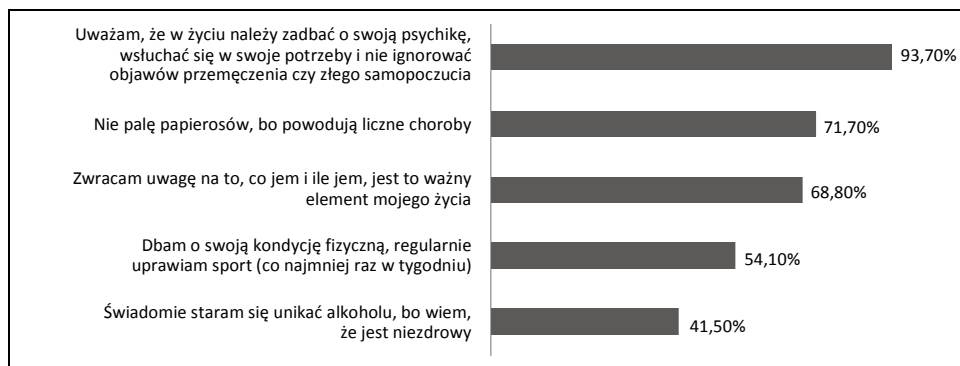 Uważam, że w życiu należy zadbać o swoją psychikę,
wsłuchać się w swoje potrzeby i nie ignorować
objawów przemęczenia czy złego samopoczucia
93,70%
Nie palę papierosów, bo powodują liczne choroby
71,70%
Zwracam uwagę na to, co jem i ile jem, jest to ważny
element mojego życia
68,80%
Dbam o swoją kondycję fizyczną, regularnie
uprawiam sport (co najmniej raz w tygodniu)
54,10%
Świadomie staram się unikać alkoholu, bo wiem,
że jest niezdrowy
41,50%